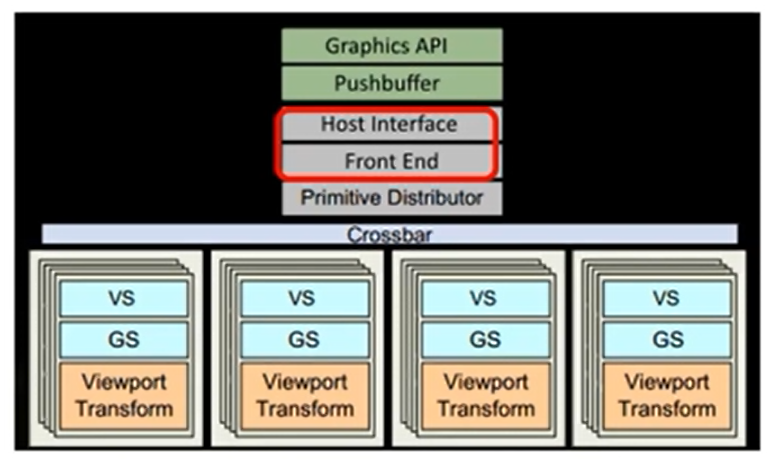 Graphics API
Pushbuffer
Host Interface
Front End
Primitive Distributor
Crossbar
VS
GS
Viewport
Transform
VS
GS
Viewport
Transform
VS
GS
Viewport
Transform
VS
GS
Viewport
Transform